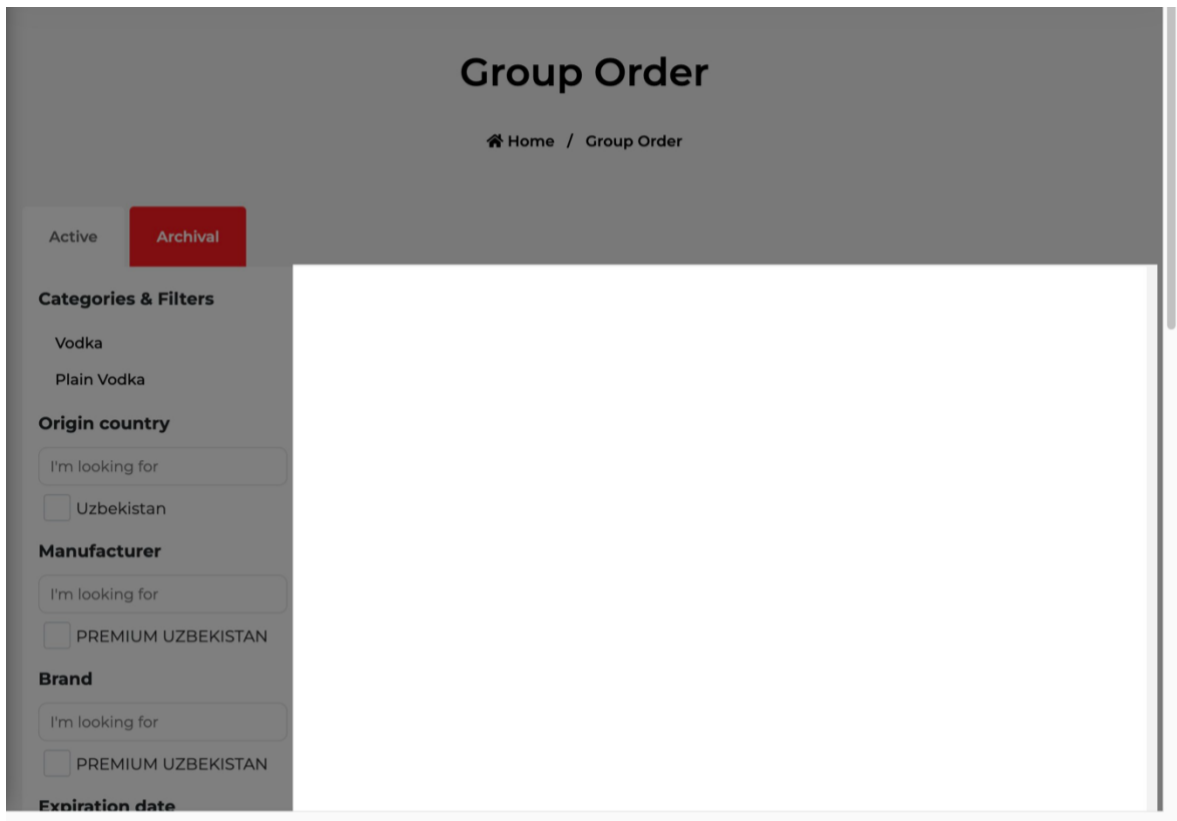 Group Order
Home / Group Order
Active
Archival
Categories & Filters
Vodka
Plain Vodka
Origin country
I'm looking for
Uzbekistan
Manufacturer
I'm looking for
PREMIUM UZBEKISTAN
Brand
I'm looking for
PREMIUM UZBEKISTAN
Expiration date